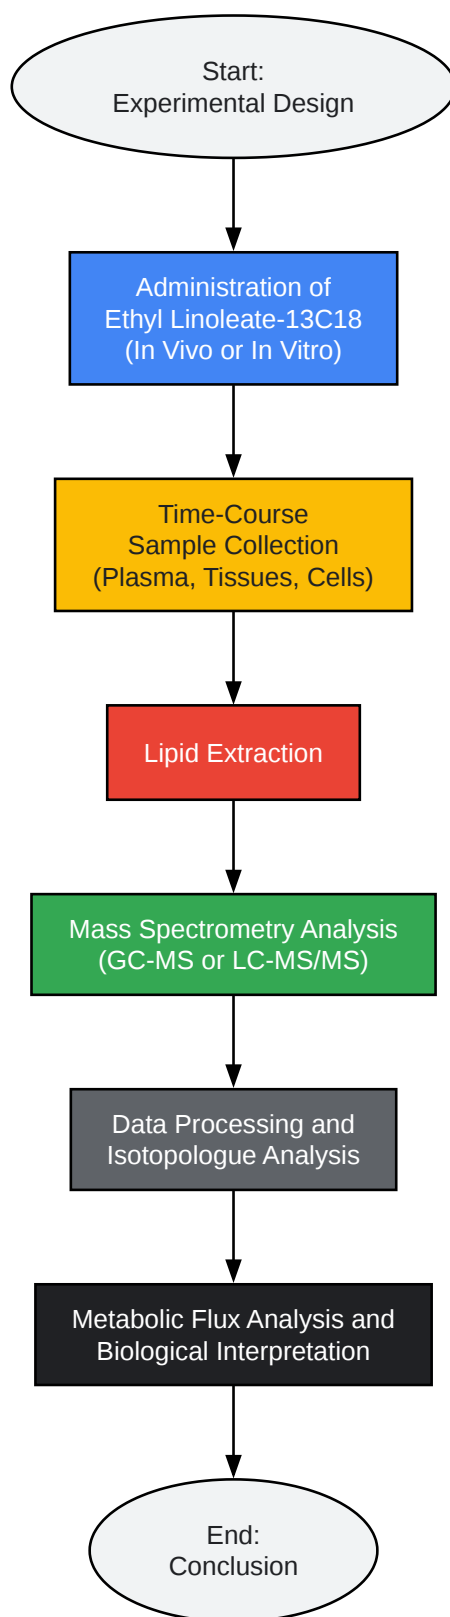 Start:
Experimental Design
Administration of
Ethyl Linoleate-13C18
(In Vivo or In Vitro)
Time-Course
Sample Collection
(Plasma, Tissues, Cells)
Lipid Extraction
Mass Spectrometry Analysis
(GC-MS or LC-MS/MS)
Data Processing and
Isotopologue Analysis
Metabolic Flux Analysis and
Biological Interpretation
End:
Conclusion